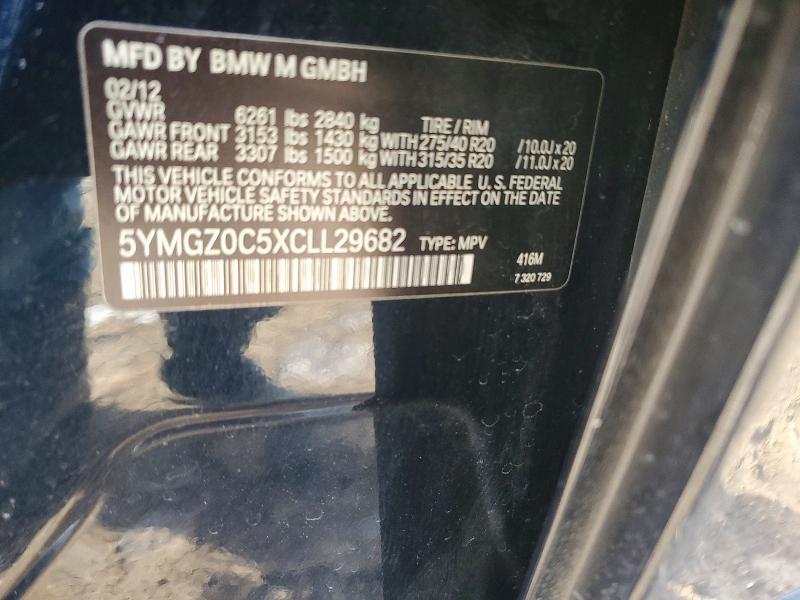 MFD BY BMW M GMBH
02/12
GVWR 6261 lbs 2840 kg TIRE / RIM
GAWR FRONT 3153 lbs 1430 kg WITH 275/40 R20 / 10.0J x 20
GAWR REAR 3307 lbs 1500 kg WITH 315/35 R20 / 11.0J x 20
THIS VEHICLE CONFORMS TO ALL APPLICABLE U.S. FEDERAL
MOTOR VEHICLE SAFETY STANDARDS IN EFFECT ON THE DATE
OF MANUFACTURE SHOWN ABOVE.
5YMGZ0C5XCLL29682 TYPE: MPV
416M
7 320 729